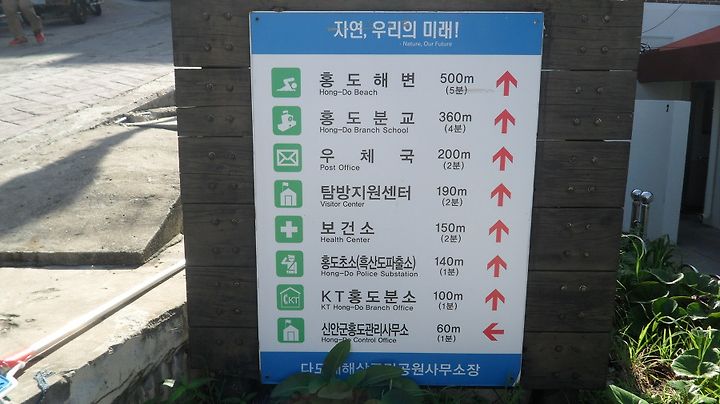 자연, 우리의 미래!
- Nature, Our Future
홍도해변 500m
Hong-Do Beach (5분)
홍도분교 360m
Hong-Do Branch School (4분)
우체국 200m
Post Office (2분)
탐방지원센터 190m
Visitor Center (2분)
보건소 150m
Health Center (2분)
홍도초소(흑산도파출소) 140m
Hong-Do Police Substation (1분)
KT KT홍도분소 100m
KT Hong-Do Branch Office (1분)
신안군홍도관리사무소 60m
Hong-Do Control Office (1분)